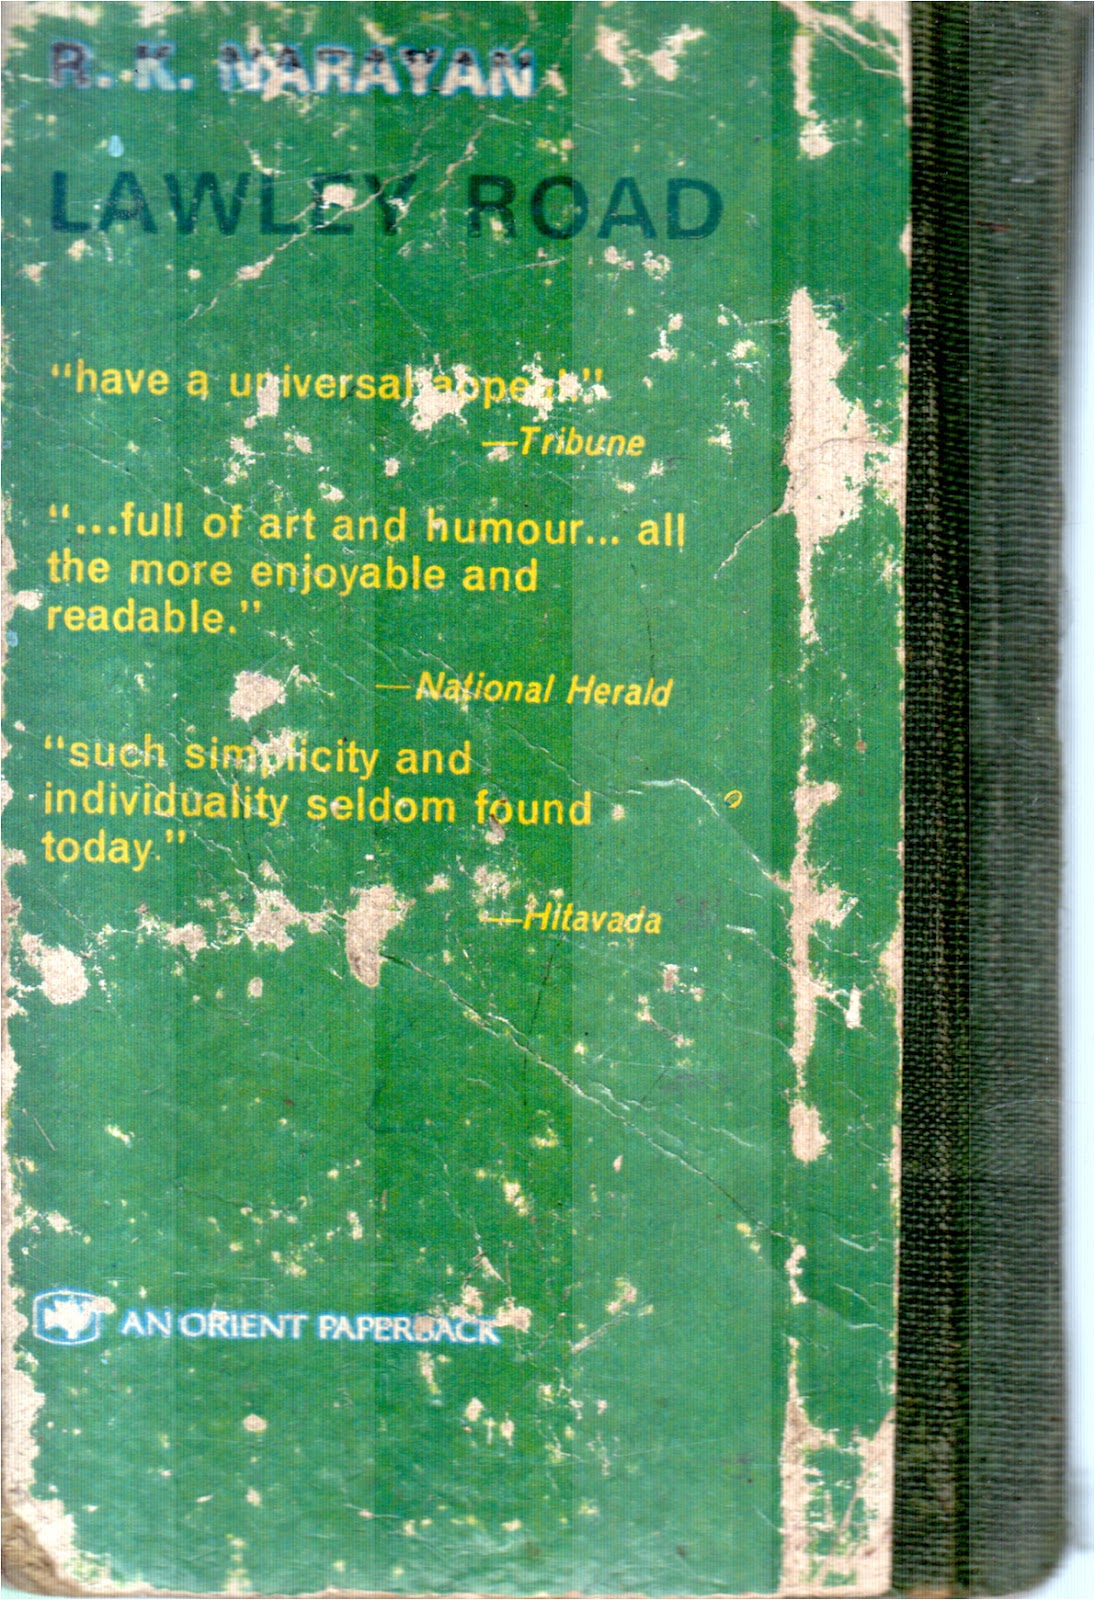 R. K. NARAYAN
LAWLEY ROAD
“have a universal appeal.”
—Tribune
“...full of art and humour... all
the more enjoyable and
readable.”
—National Herald
“such simplicity and
individuality seldom found
today.”
—Hitavada
AN ORIENT PAPERBACK